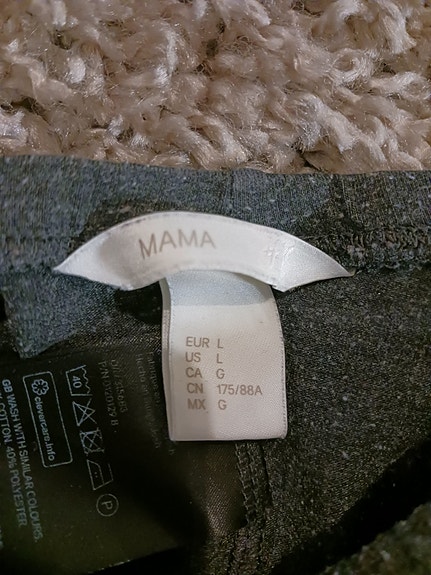 MAMA
EUR L
US L
CA G
CN 175/88A
MX G
40
P
clevercare.info
GB WASH WITH SIMILAR COLOURS.
COTTON, 40% POLYESTER,